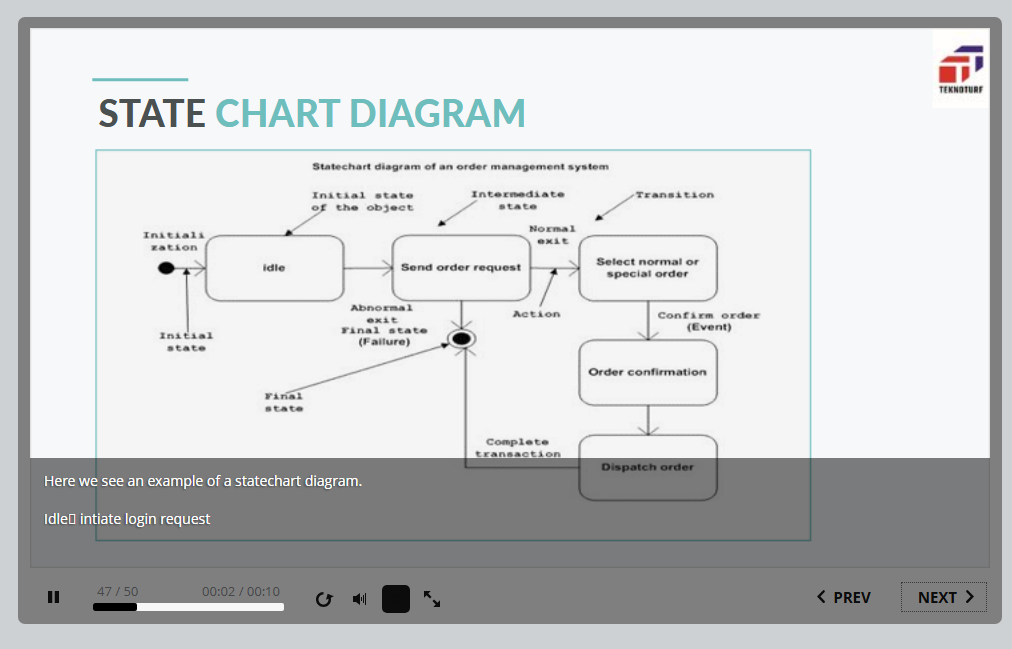 TEKNOTURF
STATE CHART DIAGRAM
Statechart diagram of an order management system
Initial state
of the object
Intermediate
state
Transition
Initiali
zation
Normal
exit
Idle
Send order request
Select normal or
special order
Abnormal
exit
Final state
(Failure)
Action
Confirm order
(Event)
Initial
state
Order confirmation
Final
state
Complete
transaction
Dispatch order
Here we see an example of a statechart diagram.
Idle▯ intiate login request
47 / 50
00:02 / 00:10
PREV
NEXT